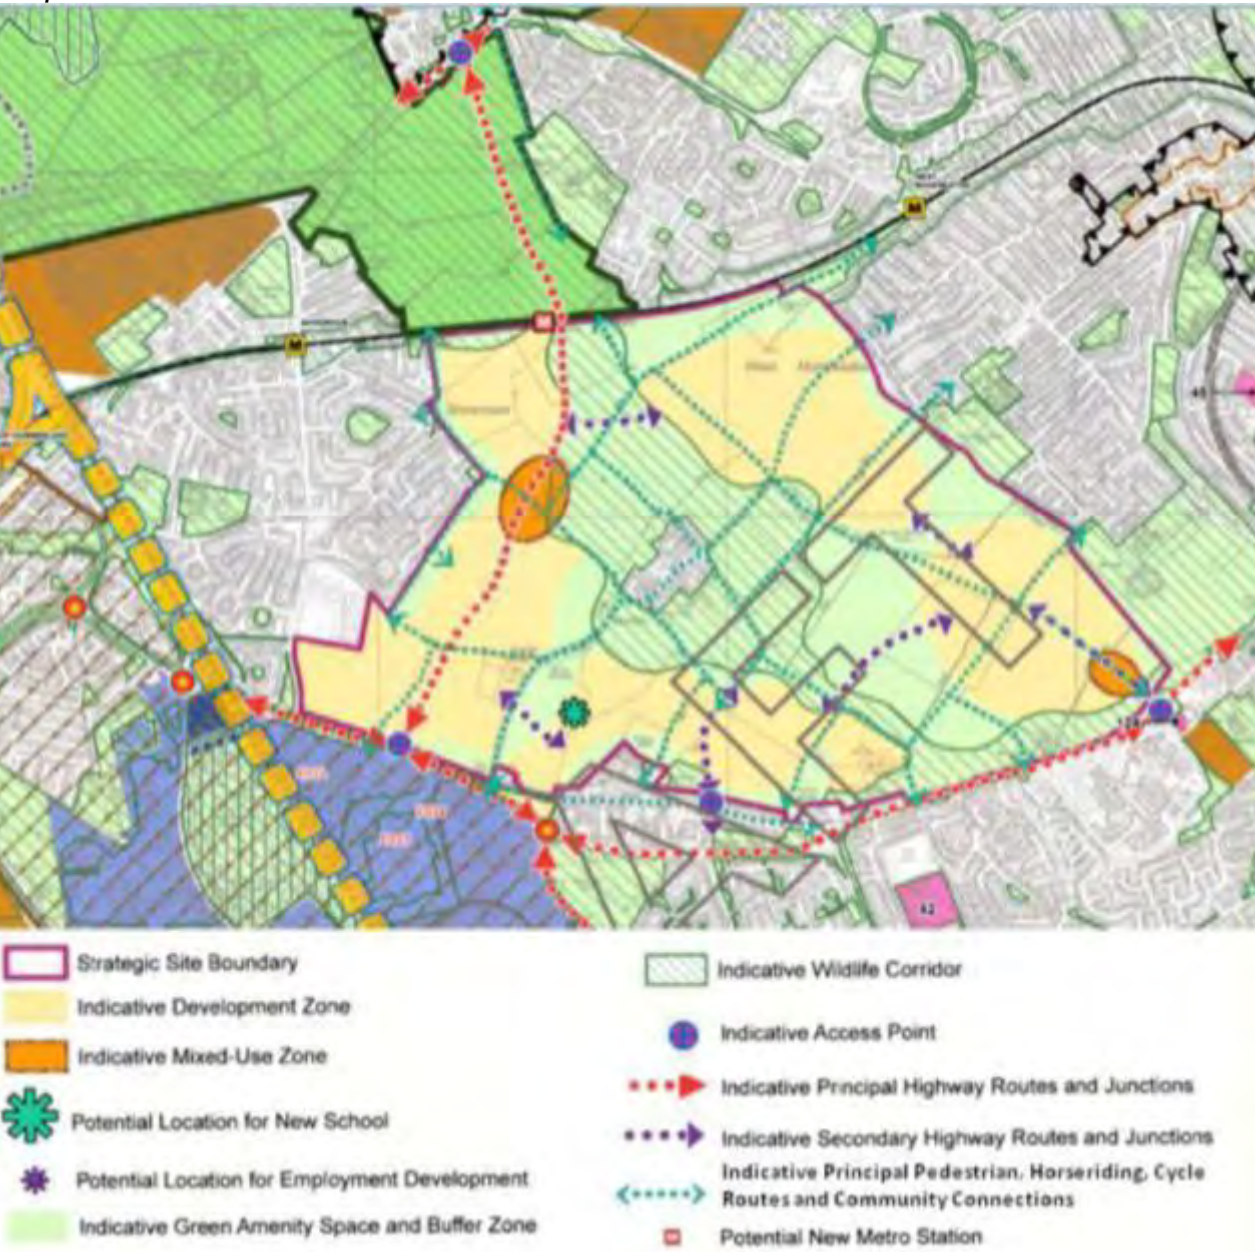 M
M
42
Strategic Site Boundary
Indicative Development Zone
Indicative Mixed-Use Zone
Potential Location for New School
Potential Location for Employment Development
Indicative Green Amenity Space and Buffer Zone
Indicative Wildlife Corridor
Indicative Access Point
Indicative Principal Highway Routes and Junctions
Indicative Secondary Highway Routes and Junctions
Indicative Principal Pedestrian, Horseriding, Cycle
Routes and Community Connections
Potential New Metro Station